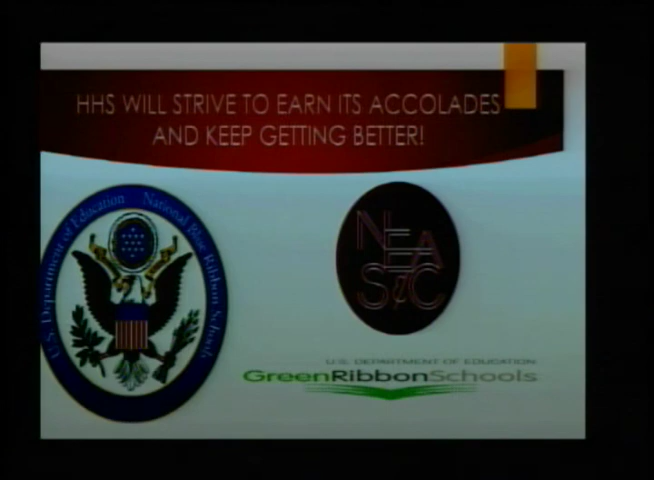 HHS WILL STRIVE TO EARN ITS ACCOLADES
AND KEEP GETTING BETTER!
U.S. Department of Education National Blue Ribbon Schools
NEA
S&C
U.S. DEPARTMENT OF EDUCATION
GreenRibbonSchools